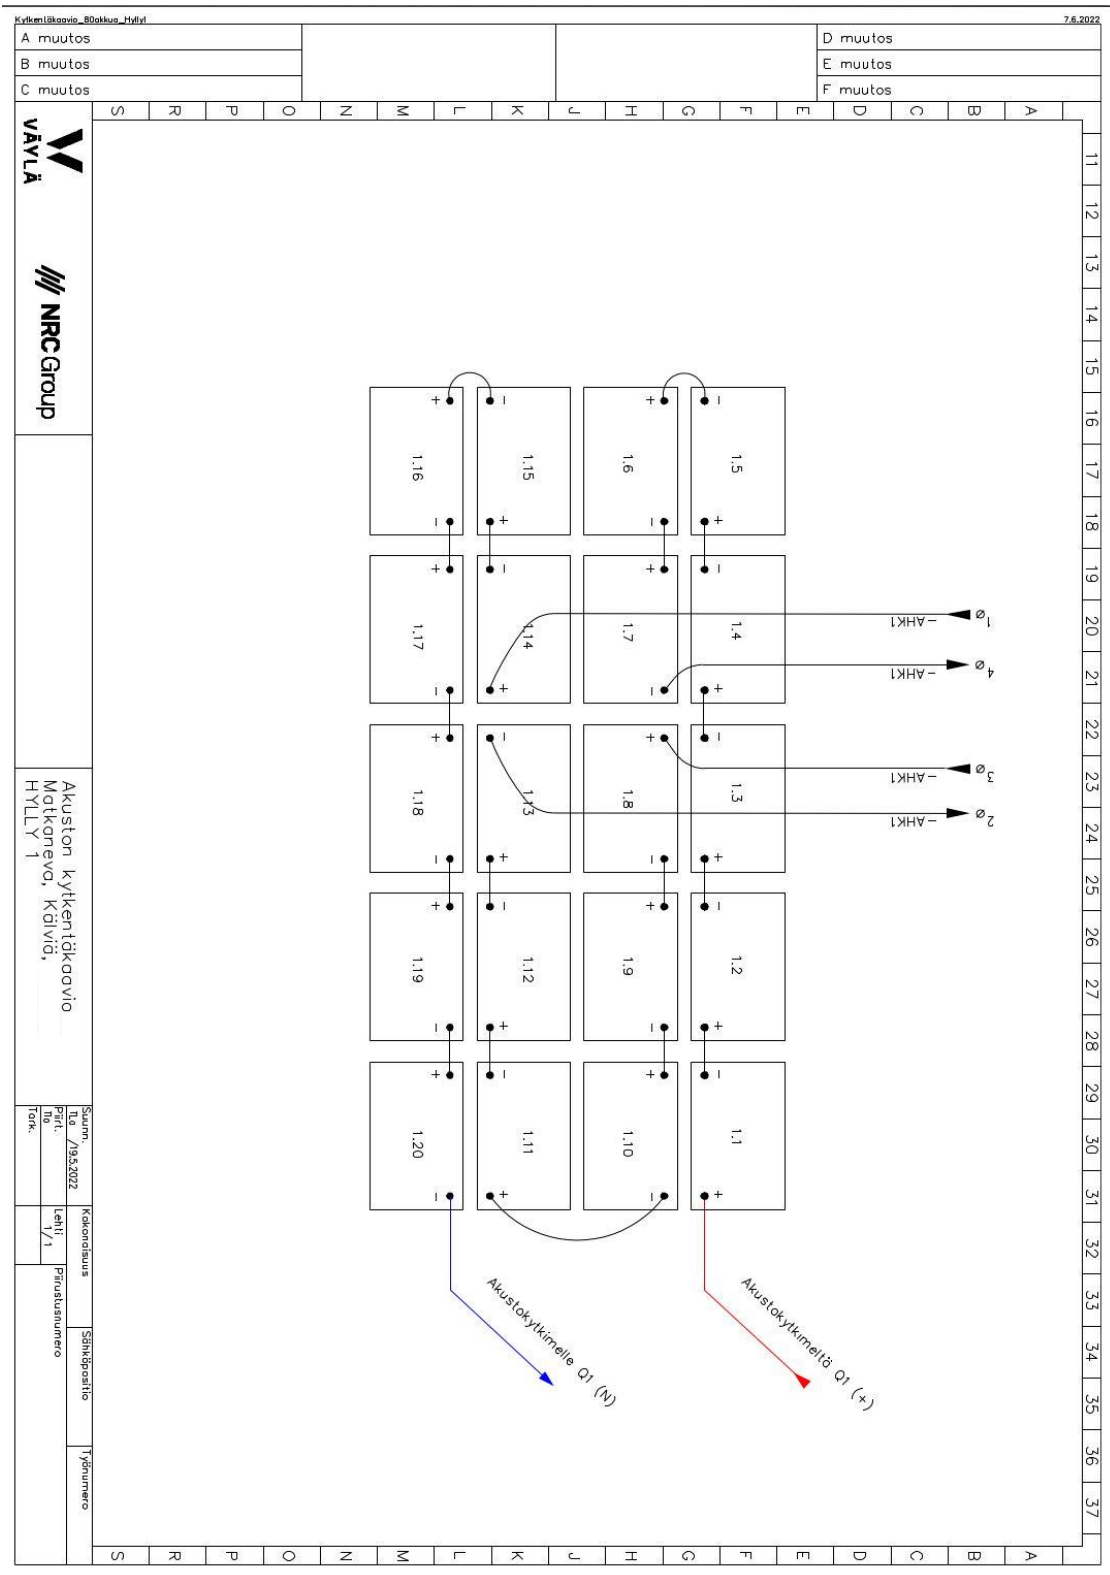 Kytkentäkaavio_80akkua_Hylly1
7.6.2022
A muutos
B muutos
C muutos
D muutos
E muutos
F muutos
S R P O N M L K J H G F E D C B A
11
12
13
14
15
16
17
18
19
20
21
22
23
24
25
26
27
28
29
30
31
32
33
34
35
36
37
VÄYLÄ
NRC Group
+ - + -
1.16 1.15 1.6 1.5
- + - +
+ - + -
1.17 1.14 1.7 1.4
- + - +
+ - + -
1.18 1.13 1.8 1.3
- + - +
+ - + -
1.19 1.12 1.9 1.2
- + - +
+ - + -
1.20 1.11 1.10 1.1
- + - +
-AHK1 ⌀1
-AHK1 ⌀4
-AHK1 ⌀3
-AHK1 ⌀2
Akustokytkimelle Q1 (N)
Akustokytkimeltä Q1 (+)
Akuston kytkentäkaavio
Matkaneva, Kälviä,
HYLLY 1
Suunn.
TLa /19.5.2022
Piirt.
Tla
Tark.
Kokonaisuus
Lehti
1/1
Sähköpositio
Piirustusnumero
Työnumero
S R P O N M L K J H G F E D C B A